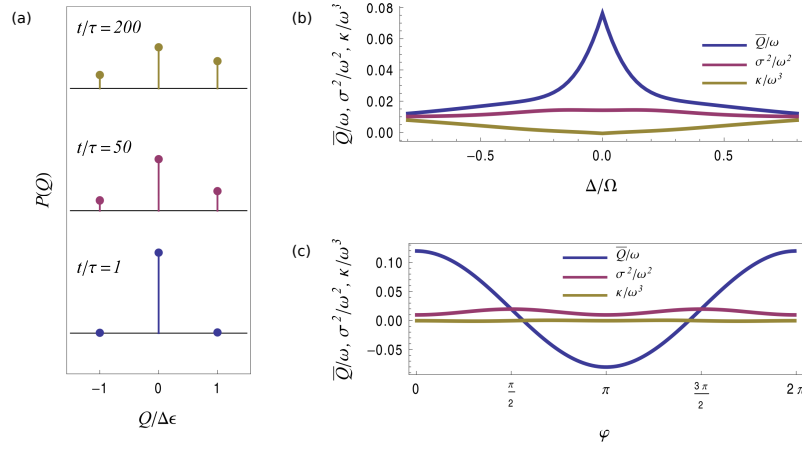 (a)
t/τ = 200
t/τ = 50
t/τ = 1
P(Q)
−1 0 1
Q/Δϵ
(b)
Q̅/ω, σ²/ω², κ/ω³
0.08
0.06
0.04
0.02
0.00
Q̅/ω
σ²/ω²
κ/ω³
−0.5 0.0 0.5
Δ/Ω
(c)
Q̅/ω, σ²/ω², κ/ω³
0.10
0.05
0.00
−0.05
Q̅/ω
σ²/ω²
κ/ω³
0 π/2 π 3π/2 2π
φ